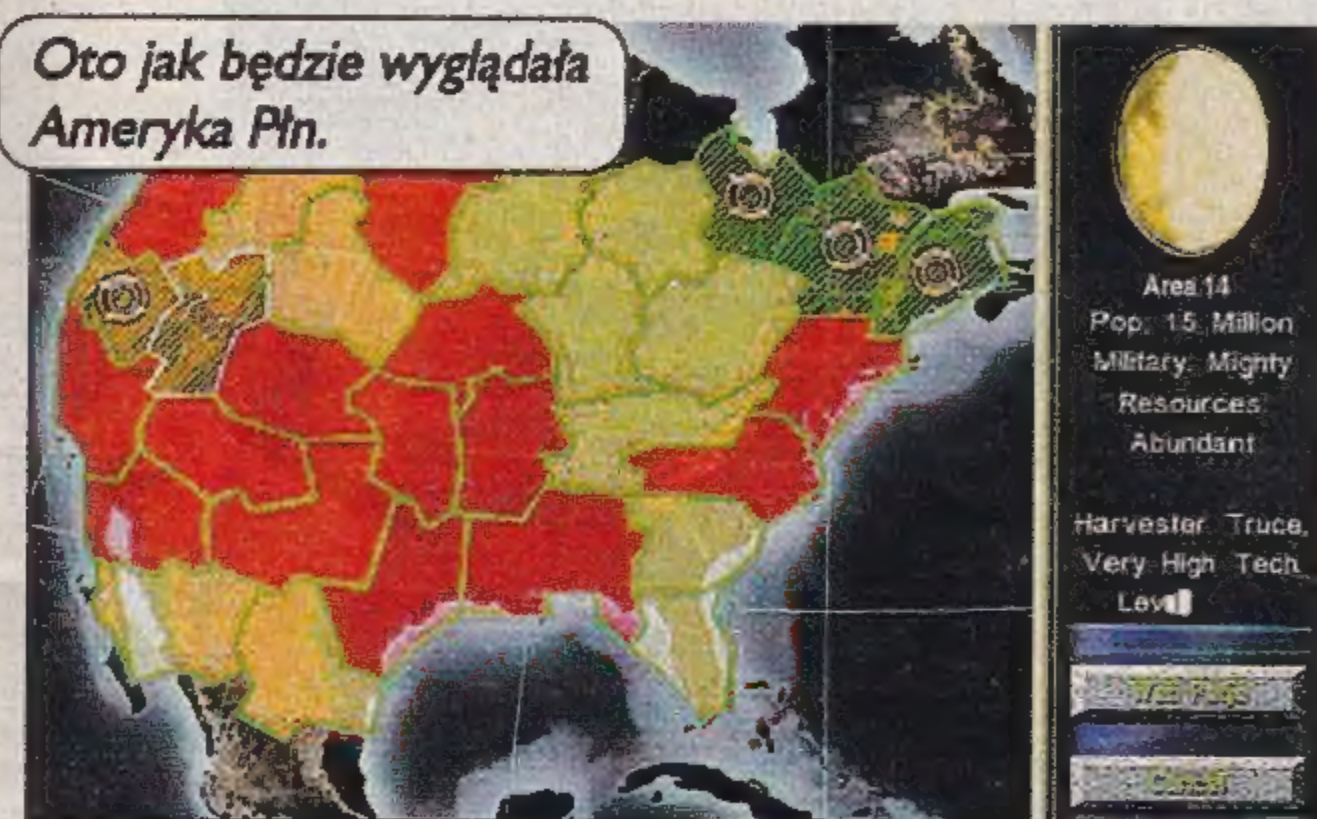 Oto jak będzie wyglądała
Ameryka Płn.
Area 14
Pop: 15 Million
Military: Mighty
Resources
Abundant
Harvester Truce,
Very High Tech
Level